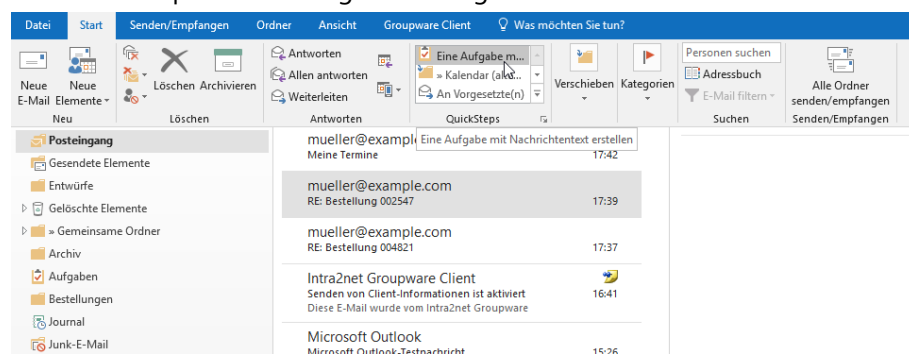 Datei Start Senden/Empfangen Ordner Ansicht Groupware Client Was möchten Sie tun?
Neue E-Mail
Neue Elemente
Löschen Archivieren
Antworten
Allen antworten
Weiterleiten
Eine Aufgabe m...
» Kalendar
An Vorgesetzte(n)
Verschieben Kategorien
Personen suchen
Adressbuch
E-Mail filtern
Alle Ordner
senden/empfangen
Neu Löschen Antworten QuickSteps Suchen Senden/Empfangen
Eine Aufgabe mit Nachrichtentext erstellen
Posteingang
Gesendete Elemente
Entwürfe
Gelöschte Elemente
» Gemeinsame Ordner
Archiv
Aufgaben
Bestellungen
Journal
Junk-E-Mail
Meine Termine 17:42
mueller@example.com
RE: Bestellung 002547 17:39
mueller@example.com
RE: Bestellung 004821 17:37
Intra2net Groupware Client
Senden von Client-Informationen ist aktiviert 16:41
Diese E-Mail wurde vom Intra2net Groupware
Microsoft Outlook
Microsoft Outlook-Testnachricht 15:26